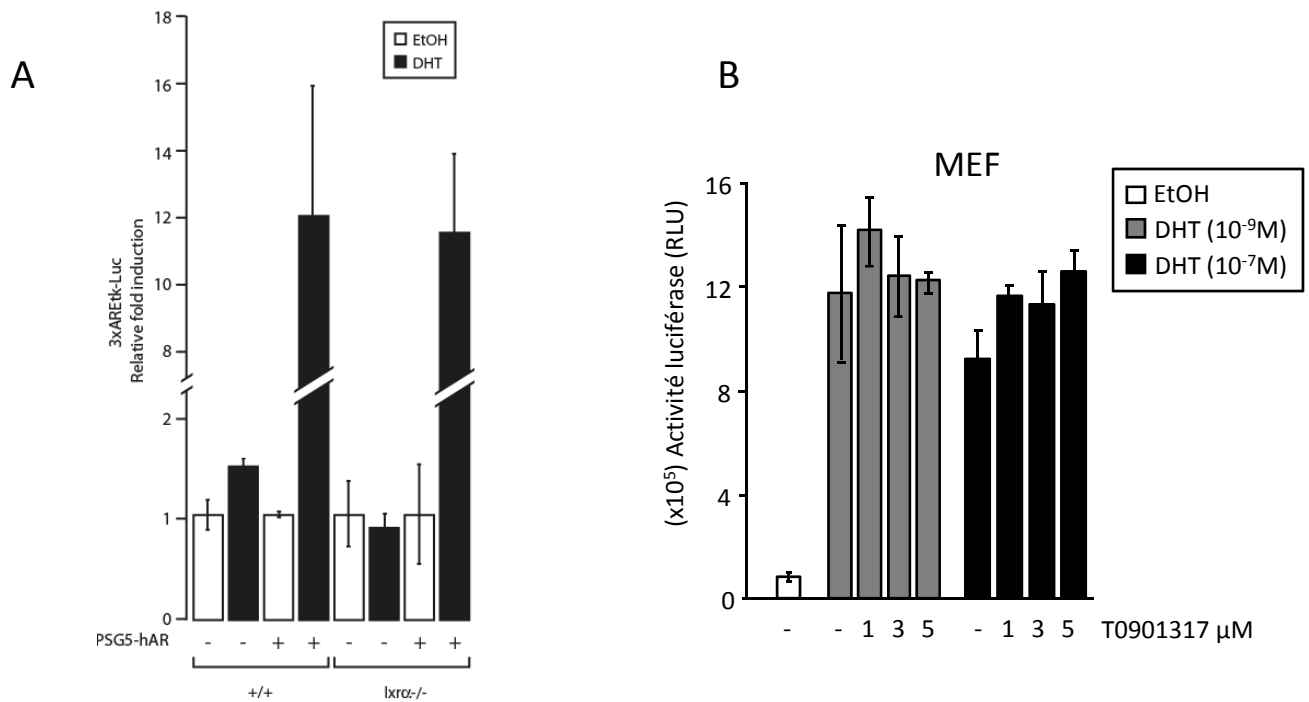 A
18
16
14
12
10
8
2
1
0
3xAREtk-Luc
Relative fold induction
EtOH
DHT
PSG5-hAR
- - + + - - + +
+/+ lxrα-/-
B
MEF
16
12
8
4
0
(x10⁵) Activité luciférase (RLU)
EtOH
DHT (10⁻⁹M)
DHT (10⁻⁷M)
- - 1 3 5 - 1 3 5 T0901317 µM